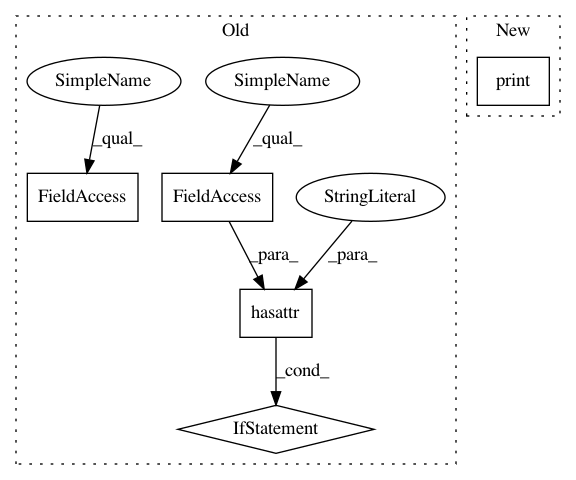 Old
New
SimpleName
SimpleName
print
_qual_
_qual_
FieldAccess
FieldAccess
StringLiteral
_para_
_para_
hasattr
_cond_
IfStatement